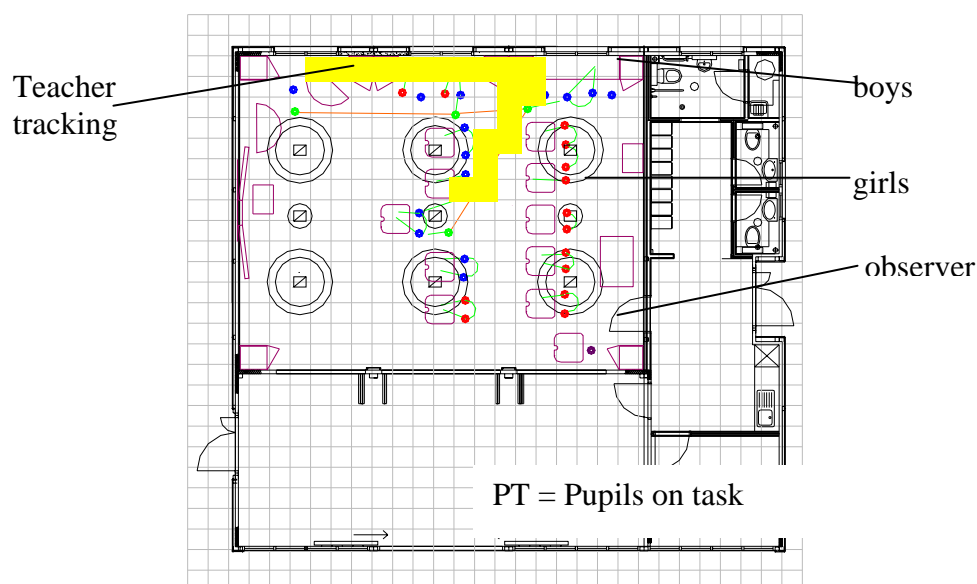 Teacher
tracking
boys
girls
observer
PT = Pupils on task